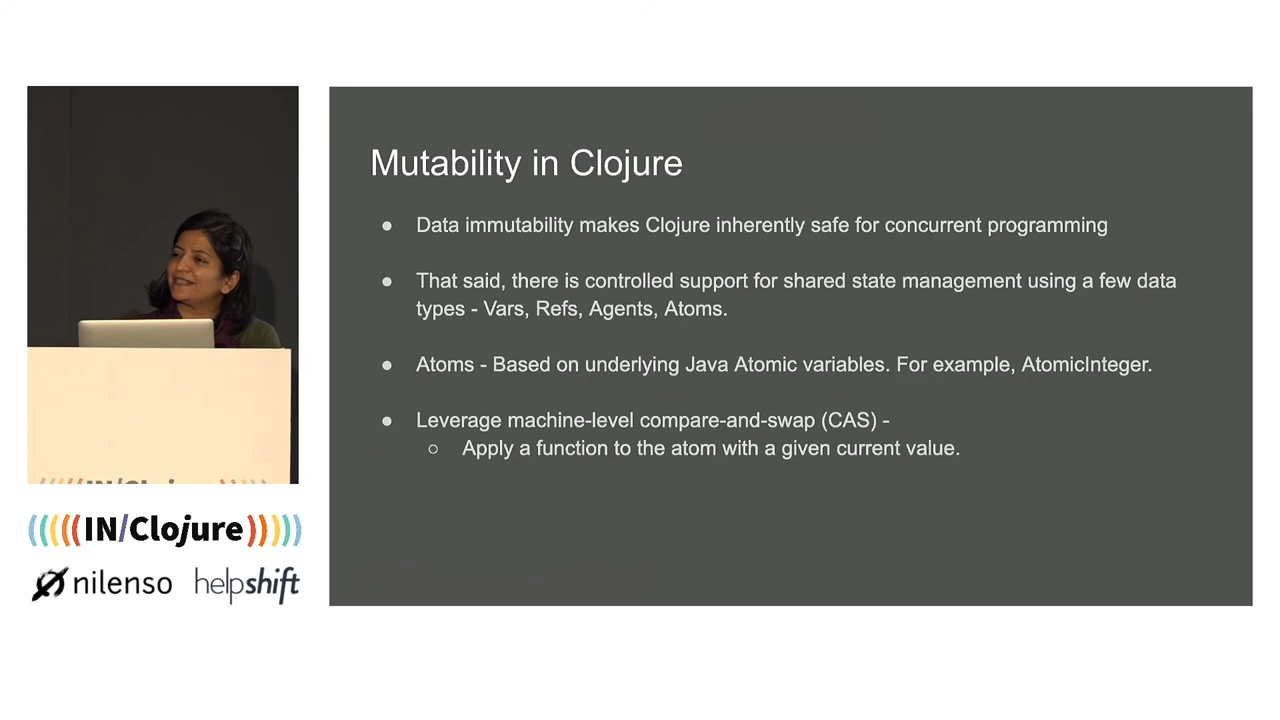 Mutability in Clojure
● Data immutability makes Clojure inherently safe for concurrent programming
● That said, there is controlled support for shared state management using a few data
types - Vars, Refs, Agents, Atoms.
● Atoms - Based on underlying Java Atomic variables. For example, AtomicInteger.
● Leverage machine-level compare-and-swap (CAS) -
○ Apply a function to the atom with a given current value.
(((((IN/Clojure)))))
nilenso helpshift